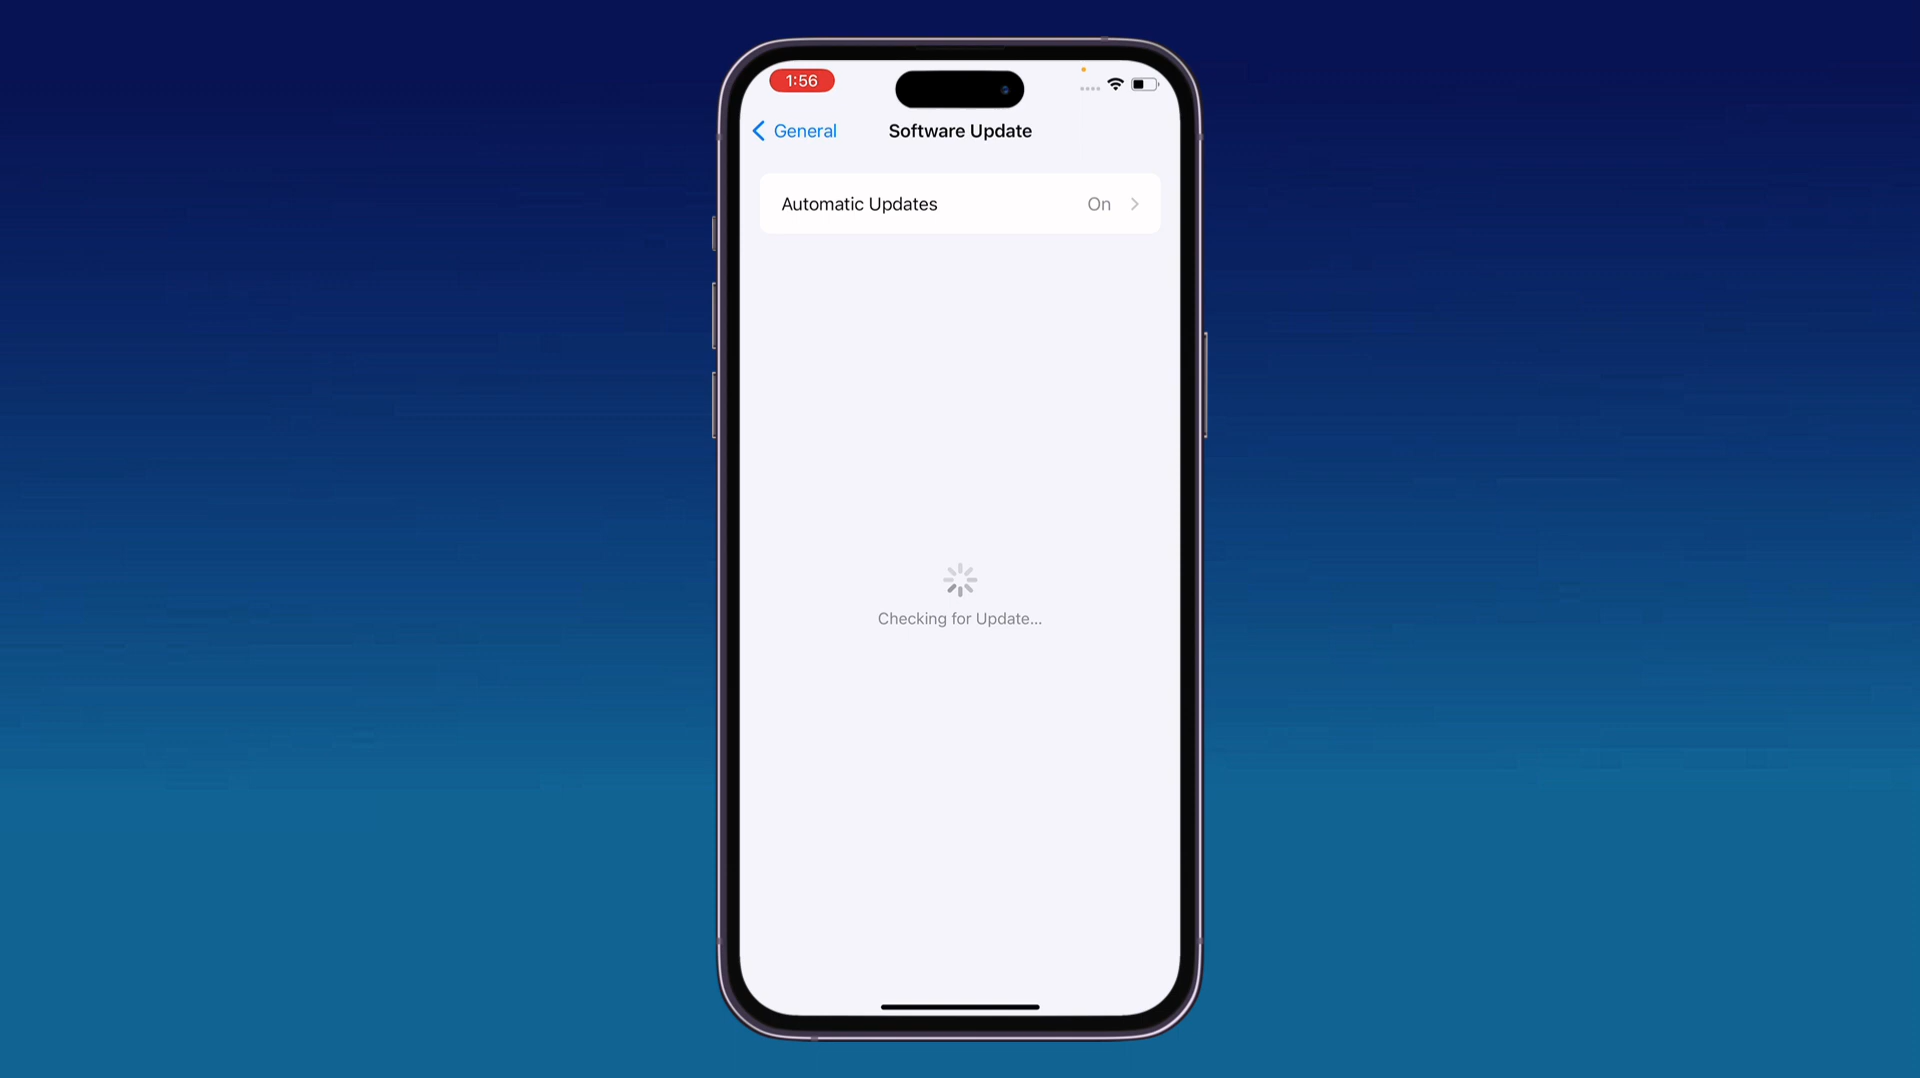 1:56
General
Software Update
Automatic Updates On
Checking for Update...